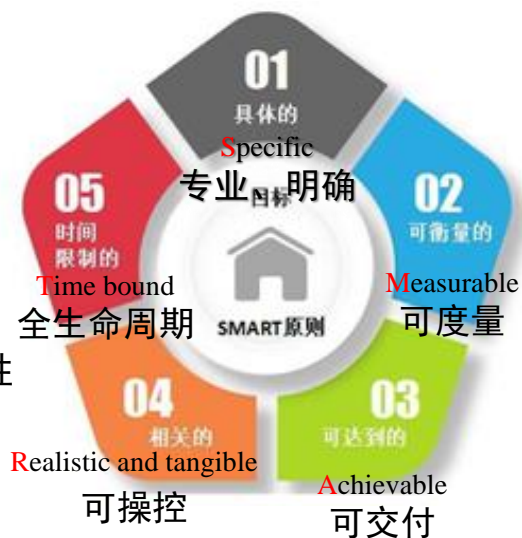 01
具体的
Specific
专业、明确
目标
05
时间
限制的
Time bound
全生命周期
性
02
可衡量的
Measurable
可度量
SMART原则
04
相关的
Realistic and tangible
可操控
03
可达到的
Achievable
可交付